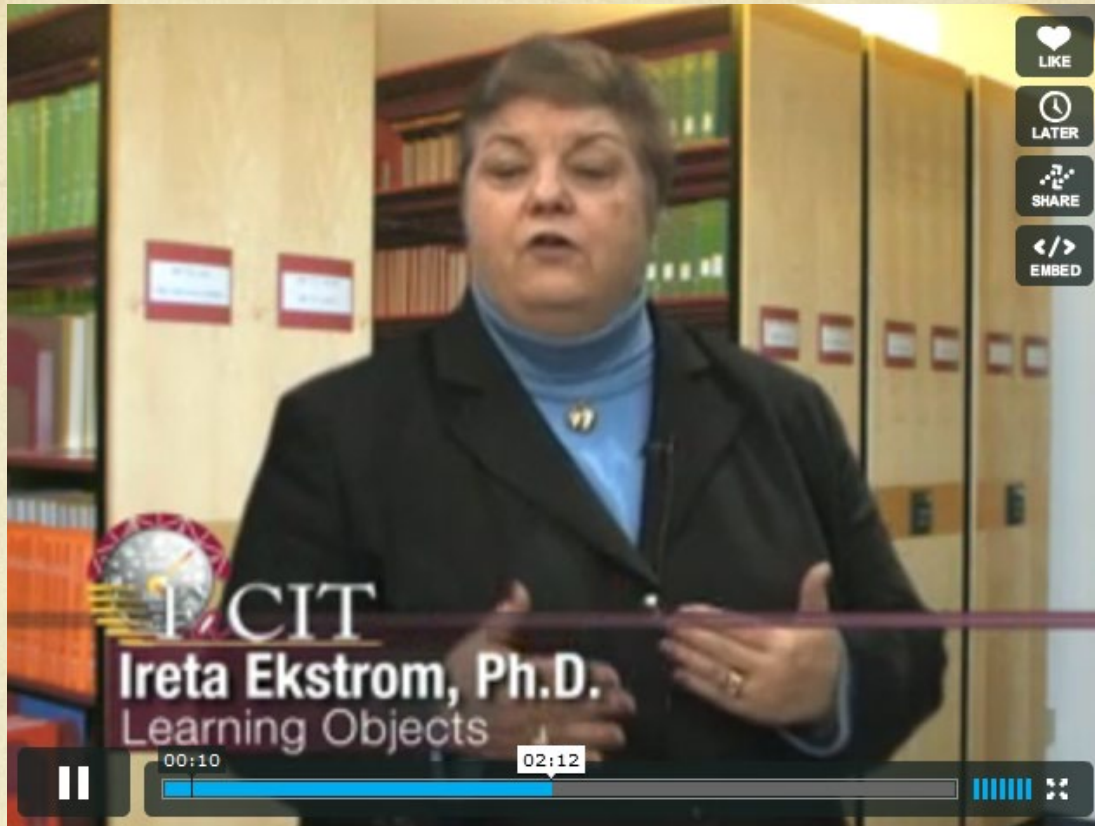 LIKE
LATER
SHARE
</>
EMBED
CIT
Ireta Ekstrom, Ph.D.
Learning Objects
00:10
02:12